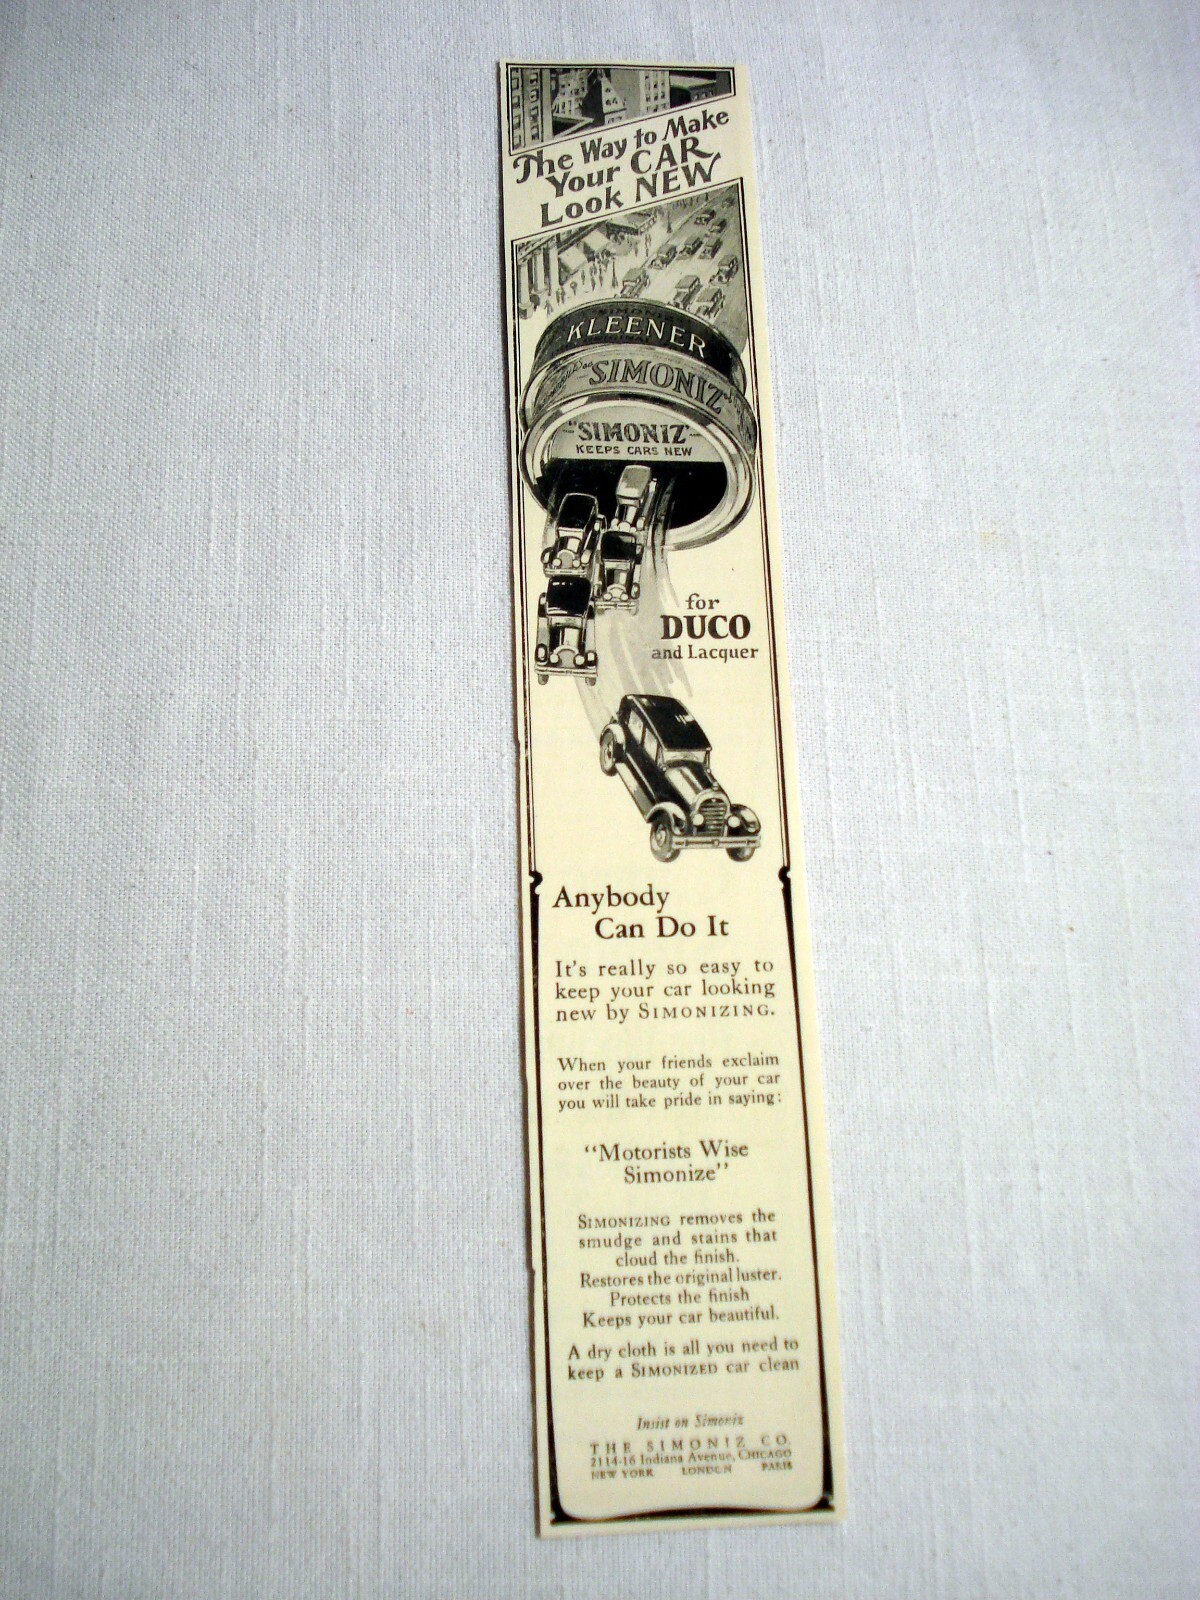 The Way to Make
Your CAR
Look NEW
SIMONIZ
KLEENER
"SIMONIZ"
"SIMONIZ"
KEEPS CARS NEW
for
DUCO
and Lacquer
Anybody
Can Do It
It's really so easy to
keep your car looking
new by SIMONIZING.
When your friends exclaim
over the beauty of your car
you will take pride in saying:
"Motorists Wise
Simonize"
SIMONIZING removes the
smudge and stains that
cloud the finish.
Restores the original luster.
Protects the finish
Keeps your car beautiful.
A dry cloth is all you need to
keep a SIMONIZED car clean
Insist on Simoniz
THE SIMONIZ CO.
2114-16 Indiana Avenue, CHICAGO
NEW YORK LONDON PARIS